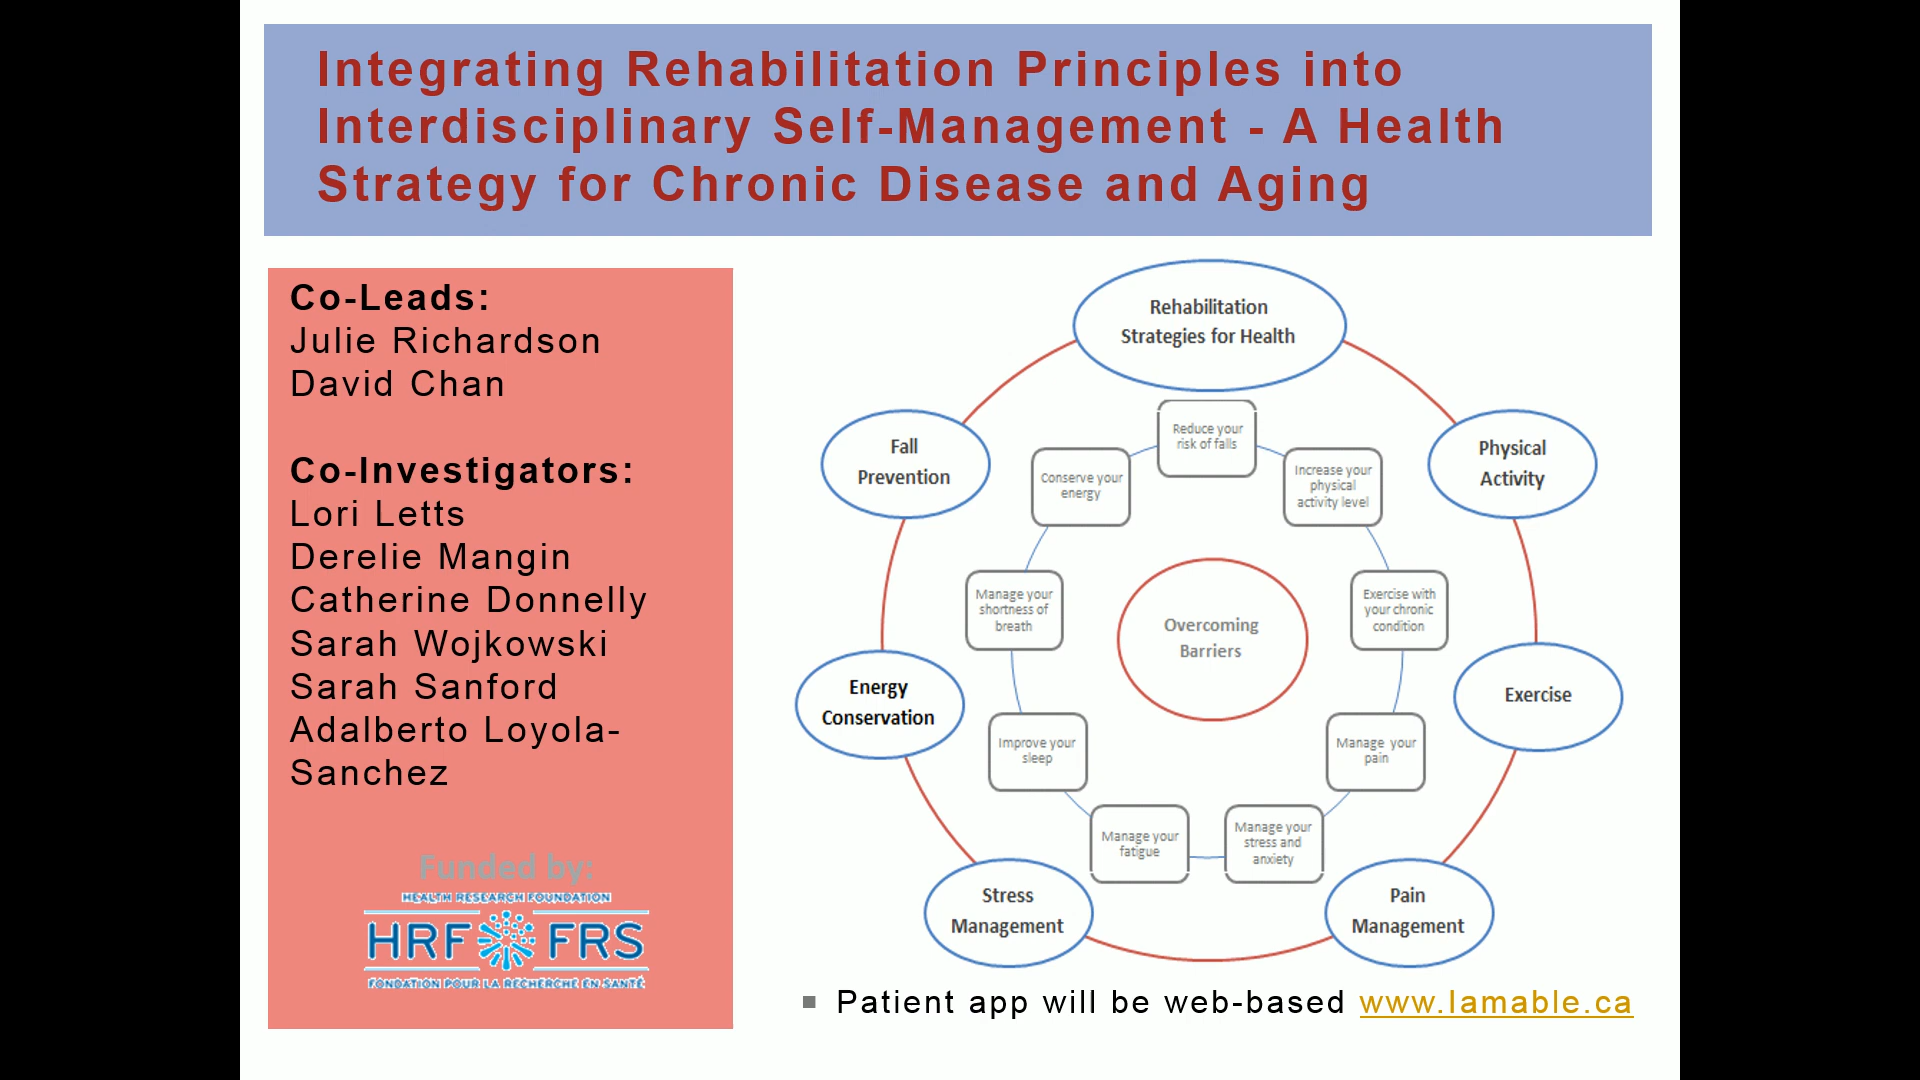 Integrating Rehabilitation Principles into
Interdisciplinary Self-Management - A Health
Strategy for Chronic Disease and Aging
Co-Leads:
Julie Richardson
David Chan
Co-Investigators:
Lori Letts
Derelie Mangin
Catherine Donnelly
Sarah Wojkowski
Sarah Sanford
Adalberto Loyola-
Sanchez
Funded by:
HEALTH RESEARCH FOUNDATION
HRF FRS
FONDATION POUR LA RECHERCHE EN SANTÉ
Rehabilitation
Strategies for Health
Physical
Activity
Exercise
Pain
Management
Stress
Management
Energy
Conservation
Fall
Prevention
Reduce your
risk of falls
Increase your
physical
activity level
Exercise with
your chronic
condition
Manage your
pain
Manage your
stress and
anxiety
Manage your
fatigue
Improve your
sleep
Manage your
shortness of
breath
Conserve your
energy
Overcoming
Barriers
Patient app will be web-based www.Iamable.ca